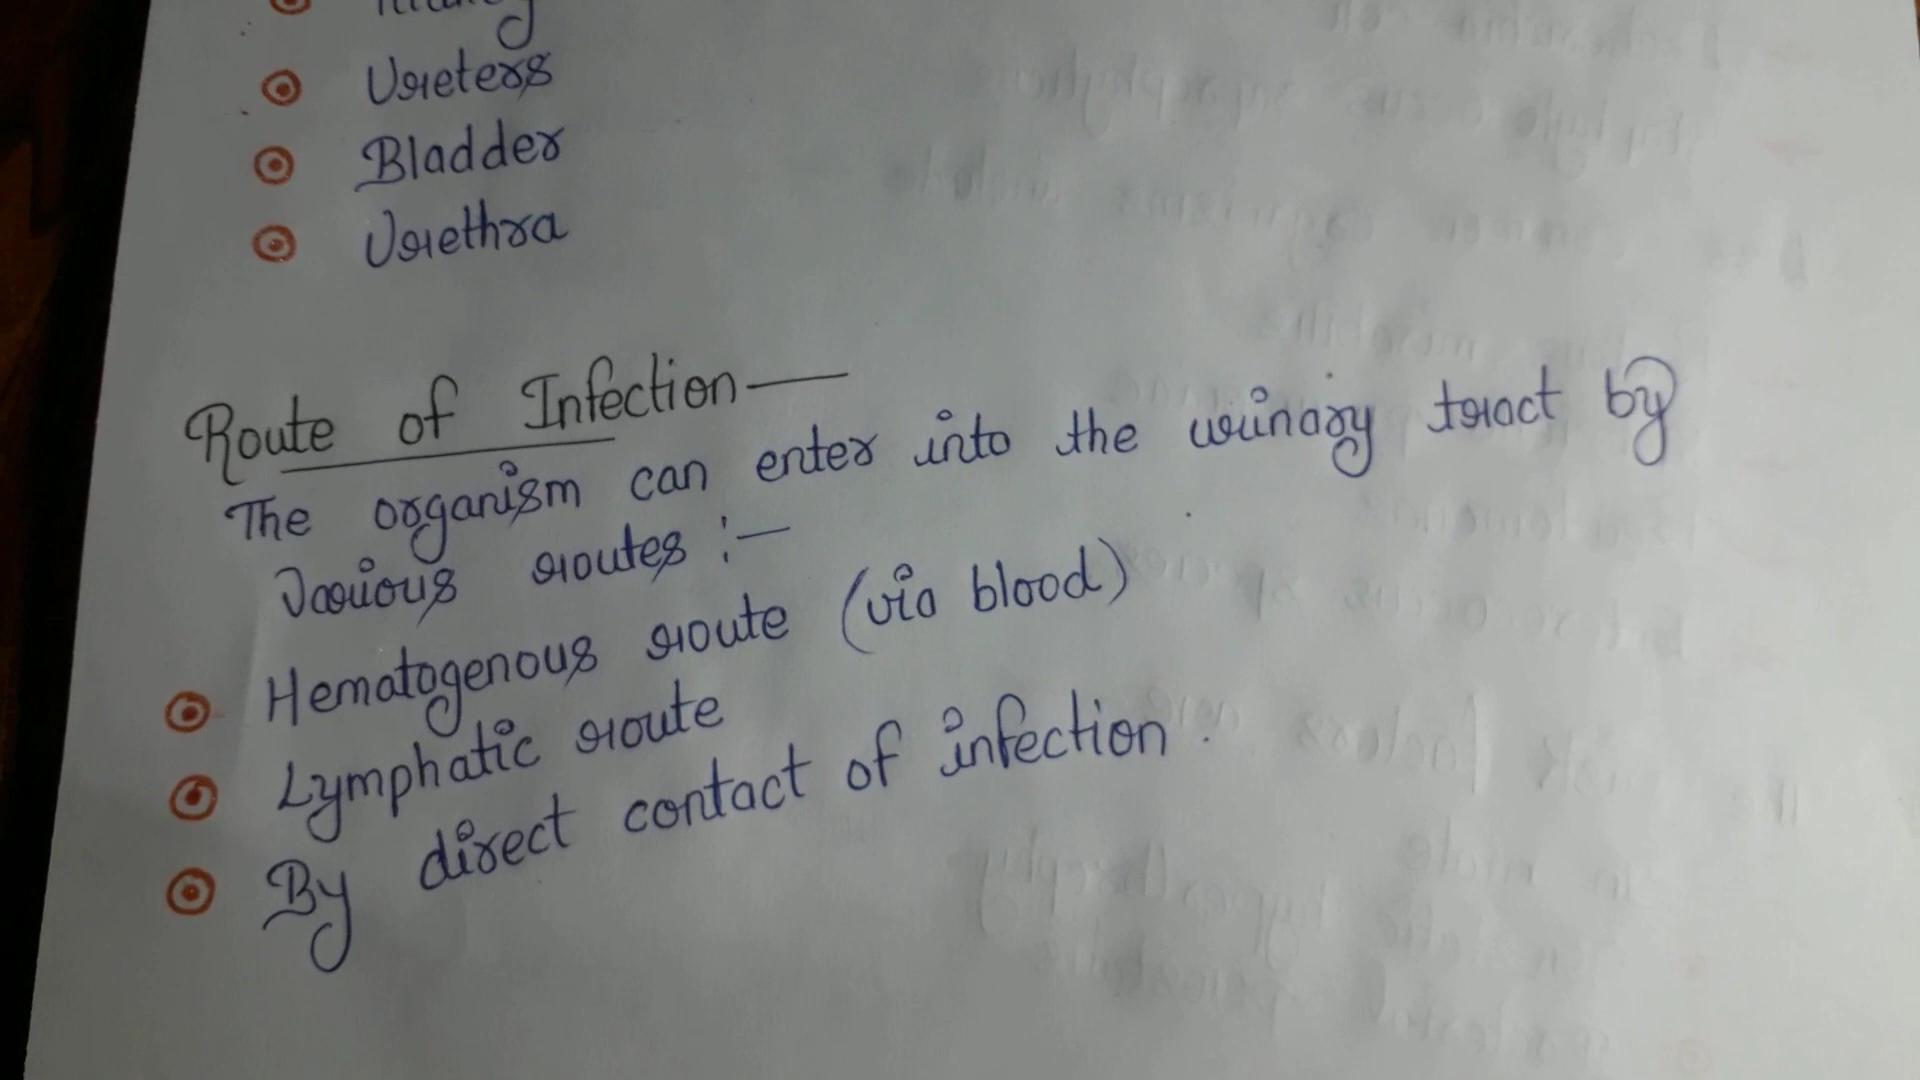 Ureters
Bladder
Urethra
Route of Infection—
The organism can enter into the urinary tract by
Various routes :—
Hematogenous route (via blood)
Lymphatic route
By direct contact of infection.